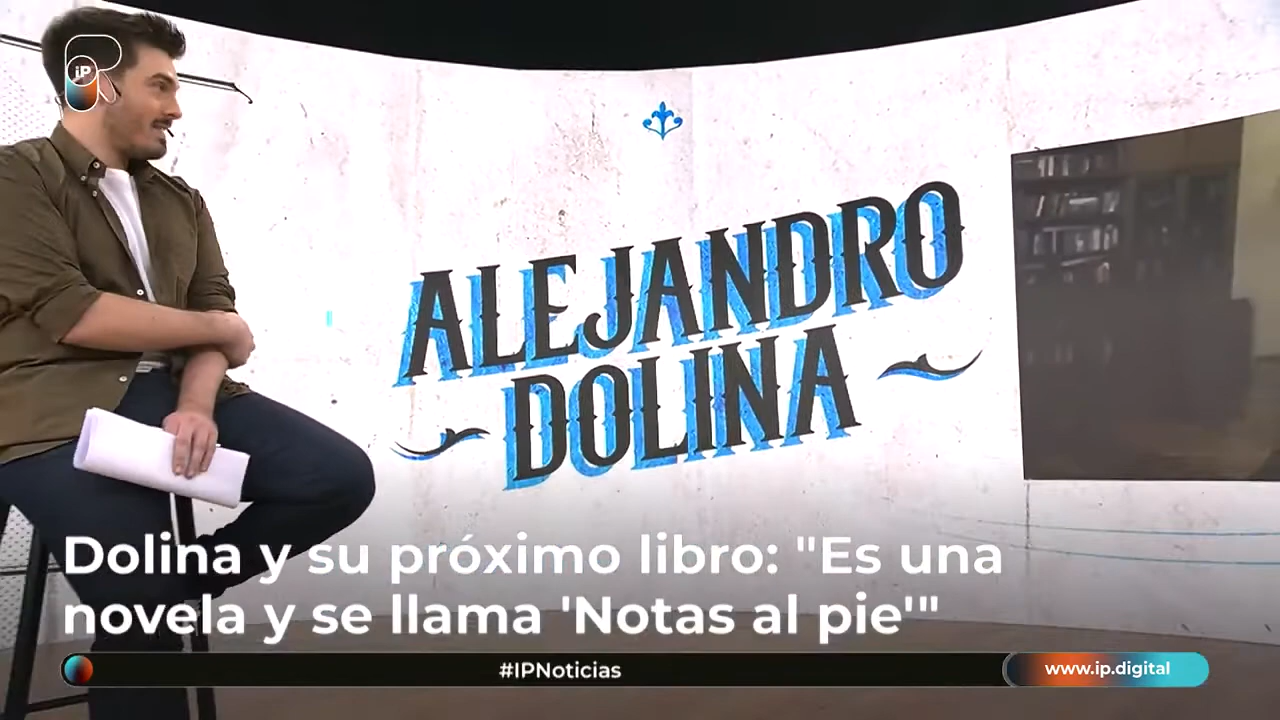 iP
ALEJANDRO
DOLINA
Dolina y su próximo libro: "Es una
novela y se llama 'Notas al pie'"
#IPNoticias
www.ip.digital